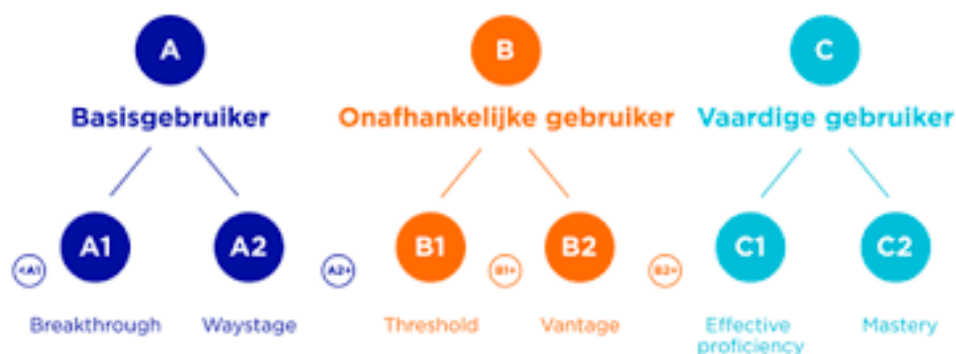 A
B
C
Basisgebruiker
Onafhankelijke gebruiker
Vaardige gebruiker
<A1
A1
A2
A2+
B1
B1+
B2
B2+
C1
C2
Breakthrough
Waystage
Threshold
Vantage
Effective
proficiency
Mastery